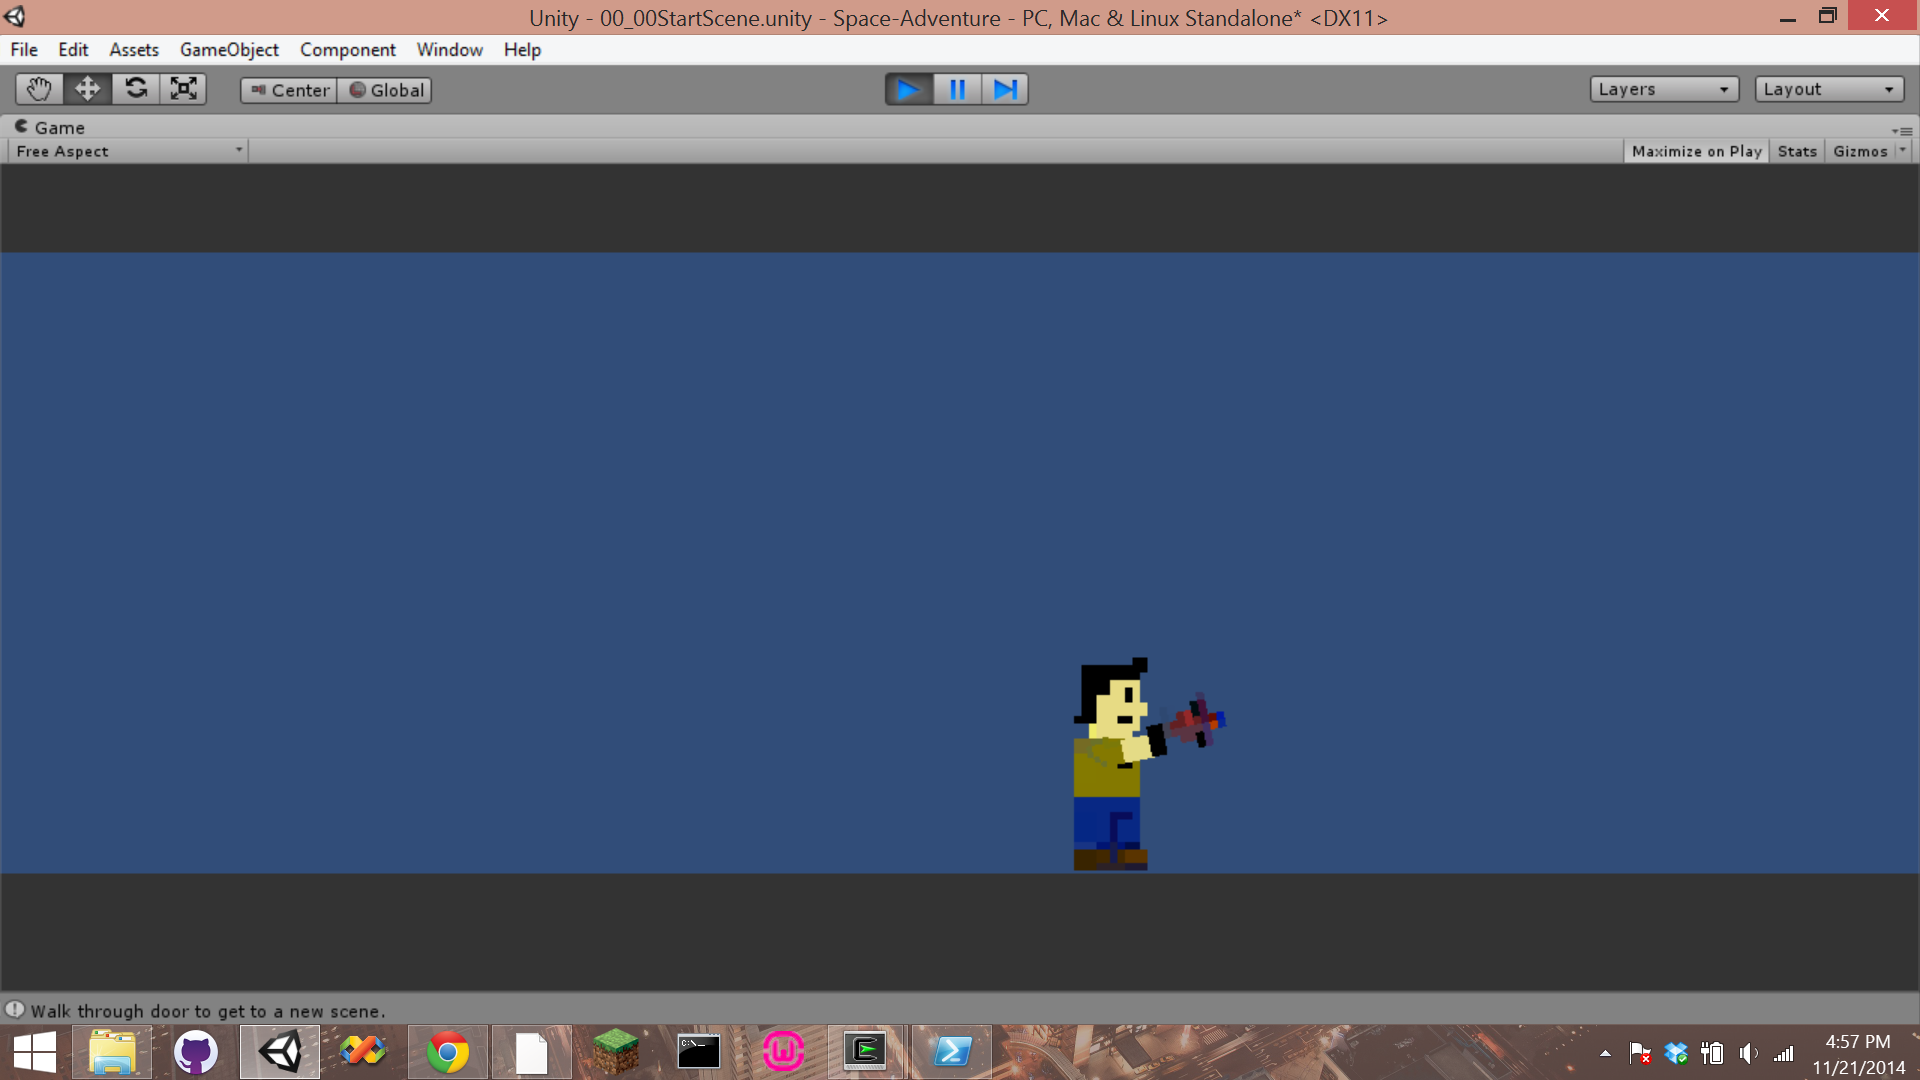 Unity - 00_00StartScene.unity - Space-Adventure - PC, Mac & Linux Standalone* <DX11>
File Edit Assets GameObject Component Window Help
Center Global Layers Layout
Game
Free Aspect Maximize on Play Stats Gizmos
Walk through door to get to a new scene.
C:\_
W
4:57 PM
11/21/2014